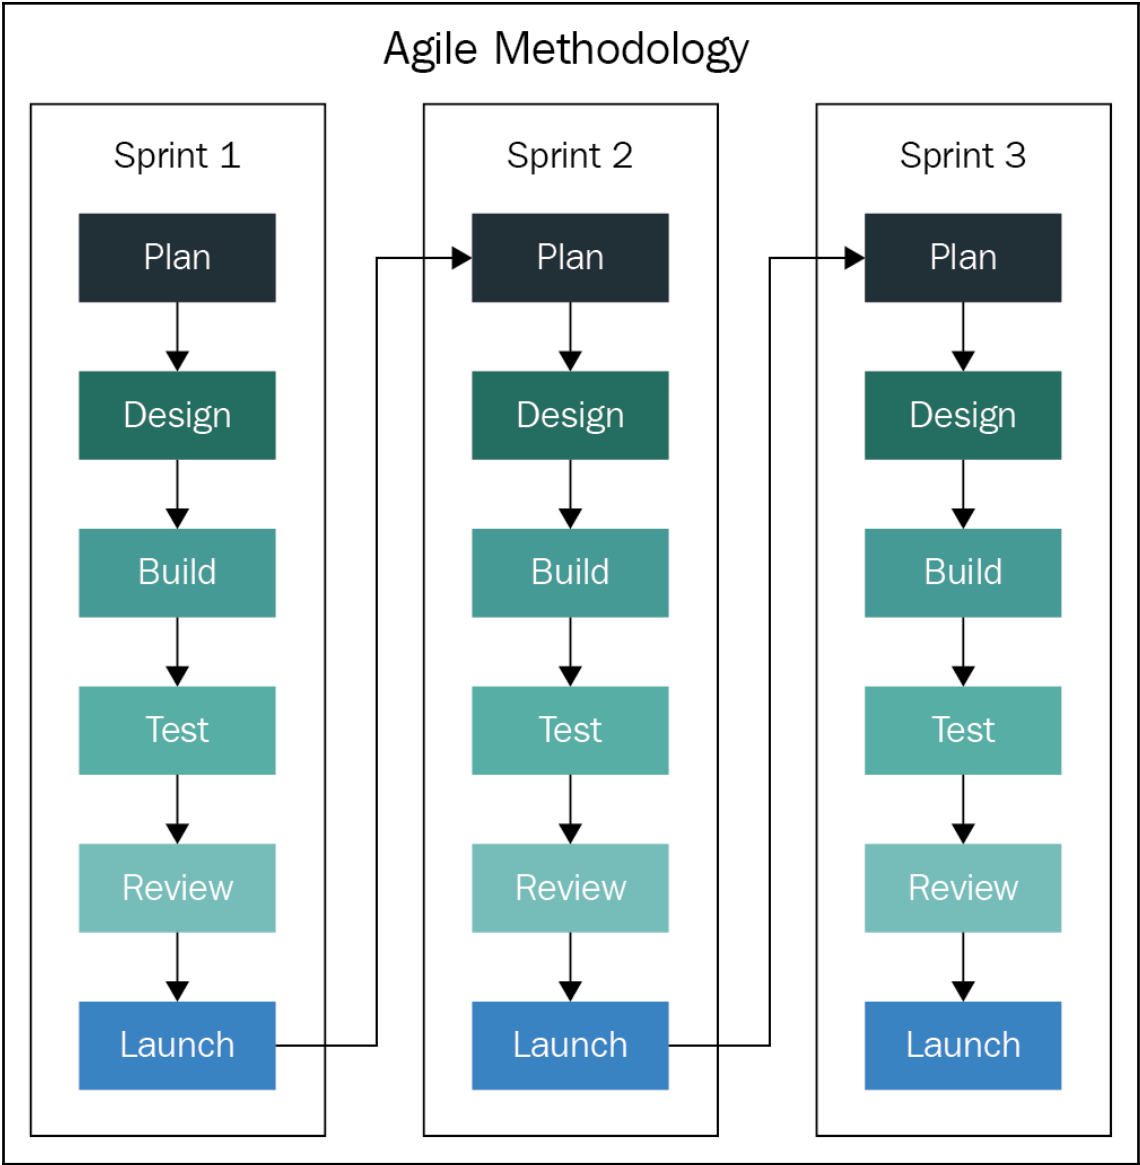 Agile Methodology
Sprint 1
Plan
Design
Build
Test
Review
Launch
Sprint 2
Plan
Design
Build
Test
Review
Launch
Sprint 3
Plan
Design
Build
Test
Review
Launch